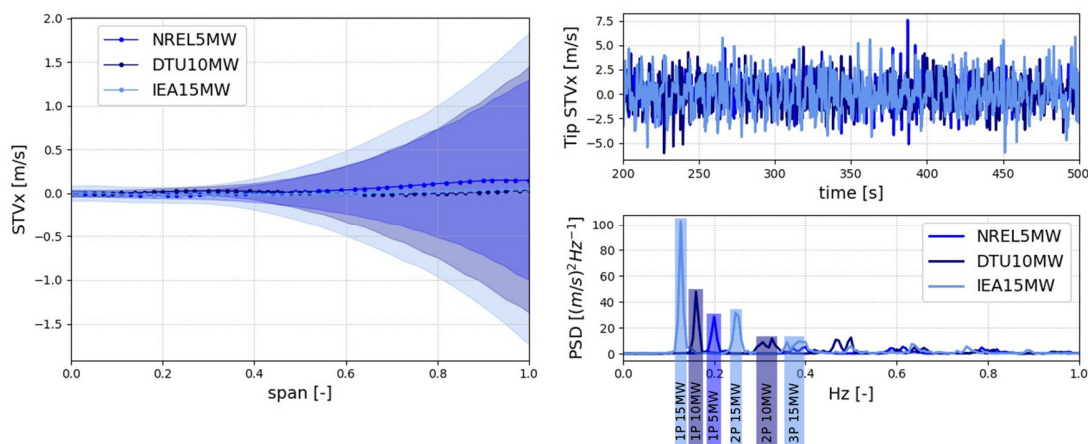 2.0
1.5
1.0
0.5
0.0
−0.5
−1.0
−1.5
STVx [m/s]
NREL5MW
DTU10MW
IEA15MW
0.0 0.2 0.4 0.6 0.8 1.0
span [-]
7.5
5.0
2.5
0.0
−2.5
−5.0
Tip STVx [m/s]
200 250 300 350 400 450 500
time [s]
100
80
60
40
20
0
PSD [(m/s)²Hz⁻¹]
NREL5MW
DTU10MW
IEA15MW
0.0 0.2 0.4 0.6 0.8 1.0
Hz [-]
1P 15MW
1P 10MW
1P 5MW
2P 15MW
2P 10MW
3P 15MW